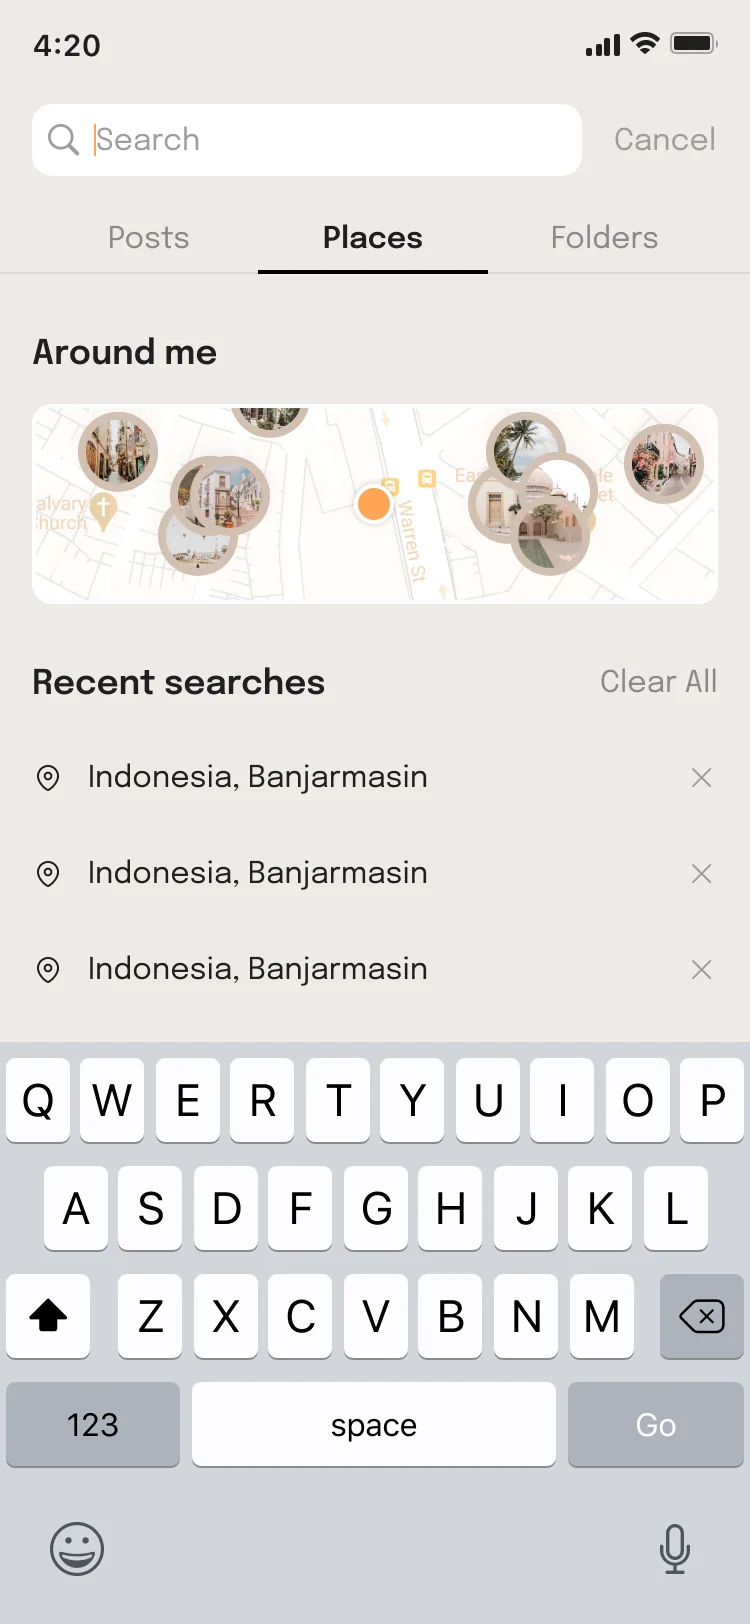 4:20
Search
Cancel
Posts
Places
Folders
Around me
alvary
hurch
Warren St
Eas
le
et
Recent searches
Clear All
Indonesia, Banjarmasin
Indonesia, Banjarmasin
Indonesia, Banjarmasin
Q W E R T Y U I O P
A S D F G H J K L
Z X C V B N M
123
space
Go